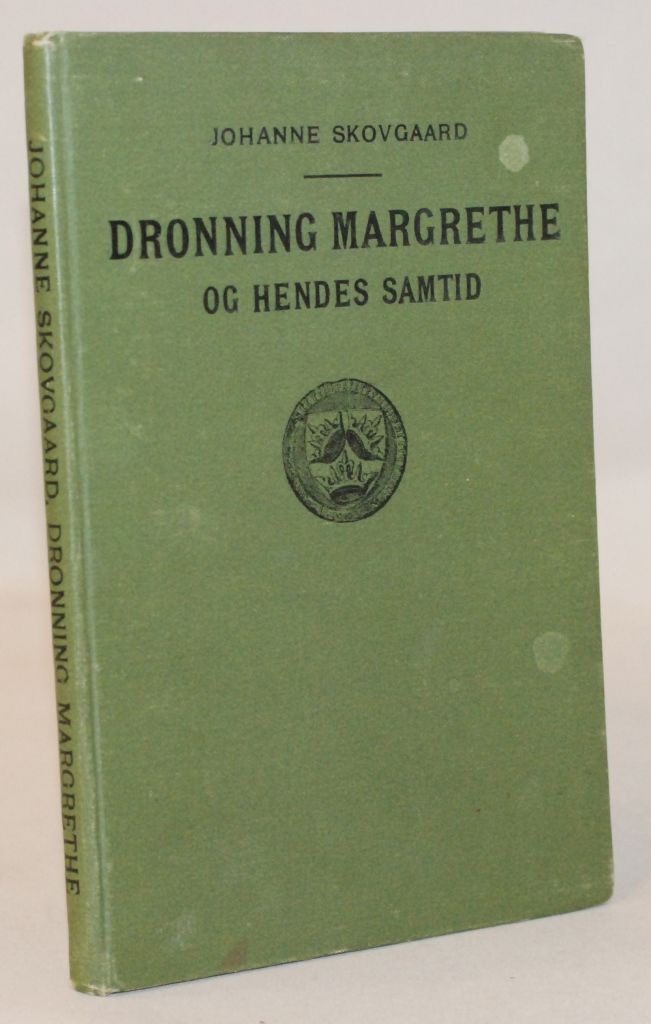 JOHANNE SKOVGAARD
DRONNING MARGRETHE
OG HENDES SAMTID
JOHANNE SKOVGAARD. DRONNING MARGRETHE